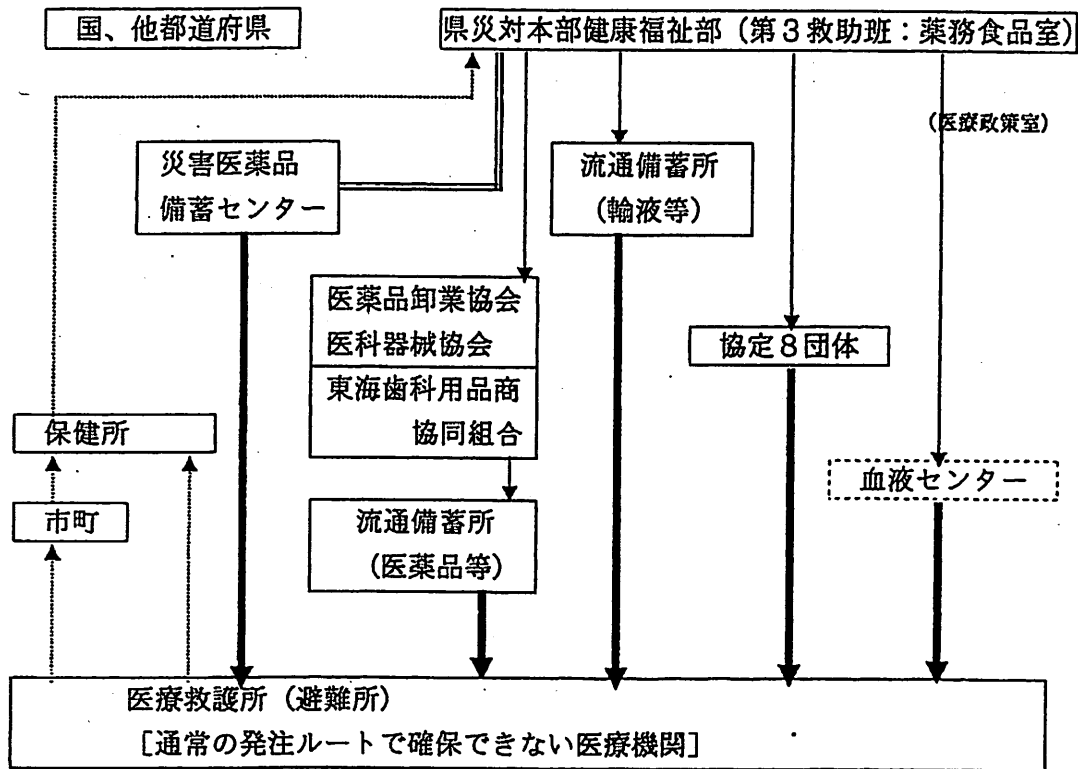 国、他都道府県
県災対本部健康福祉部（第３救助班：薬務食品室）
（医療政策室）
災害医薬品
備蓄センター
流通備蓄所
（輸液等）
医薬品卸業協会
医科器械協会
東海歯科用品商
協同組合
協定８団体
保健所
血液センター
市町
流通備蓄所
（医薬品等）
医療救護所（避難所）
［通常の発注ルートで確保できない医療機関］